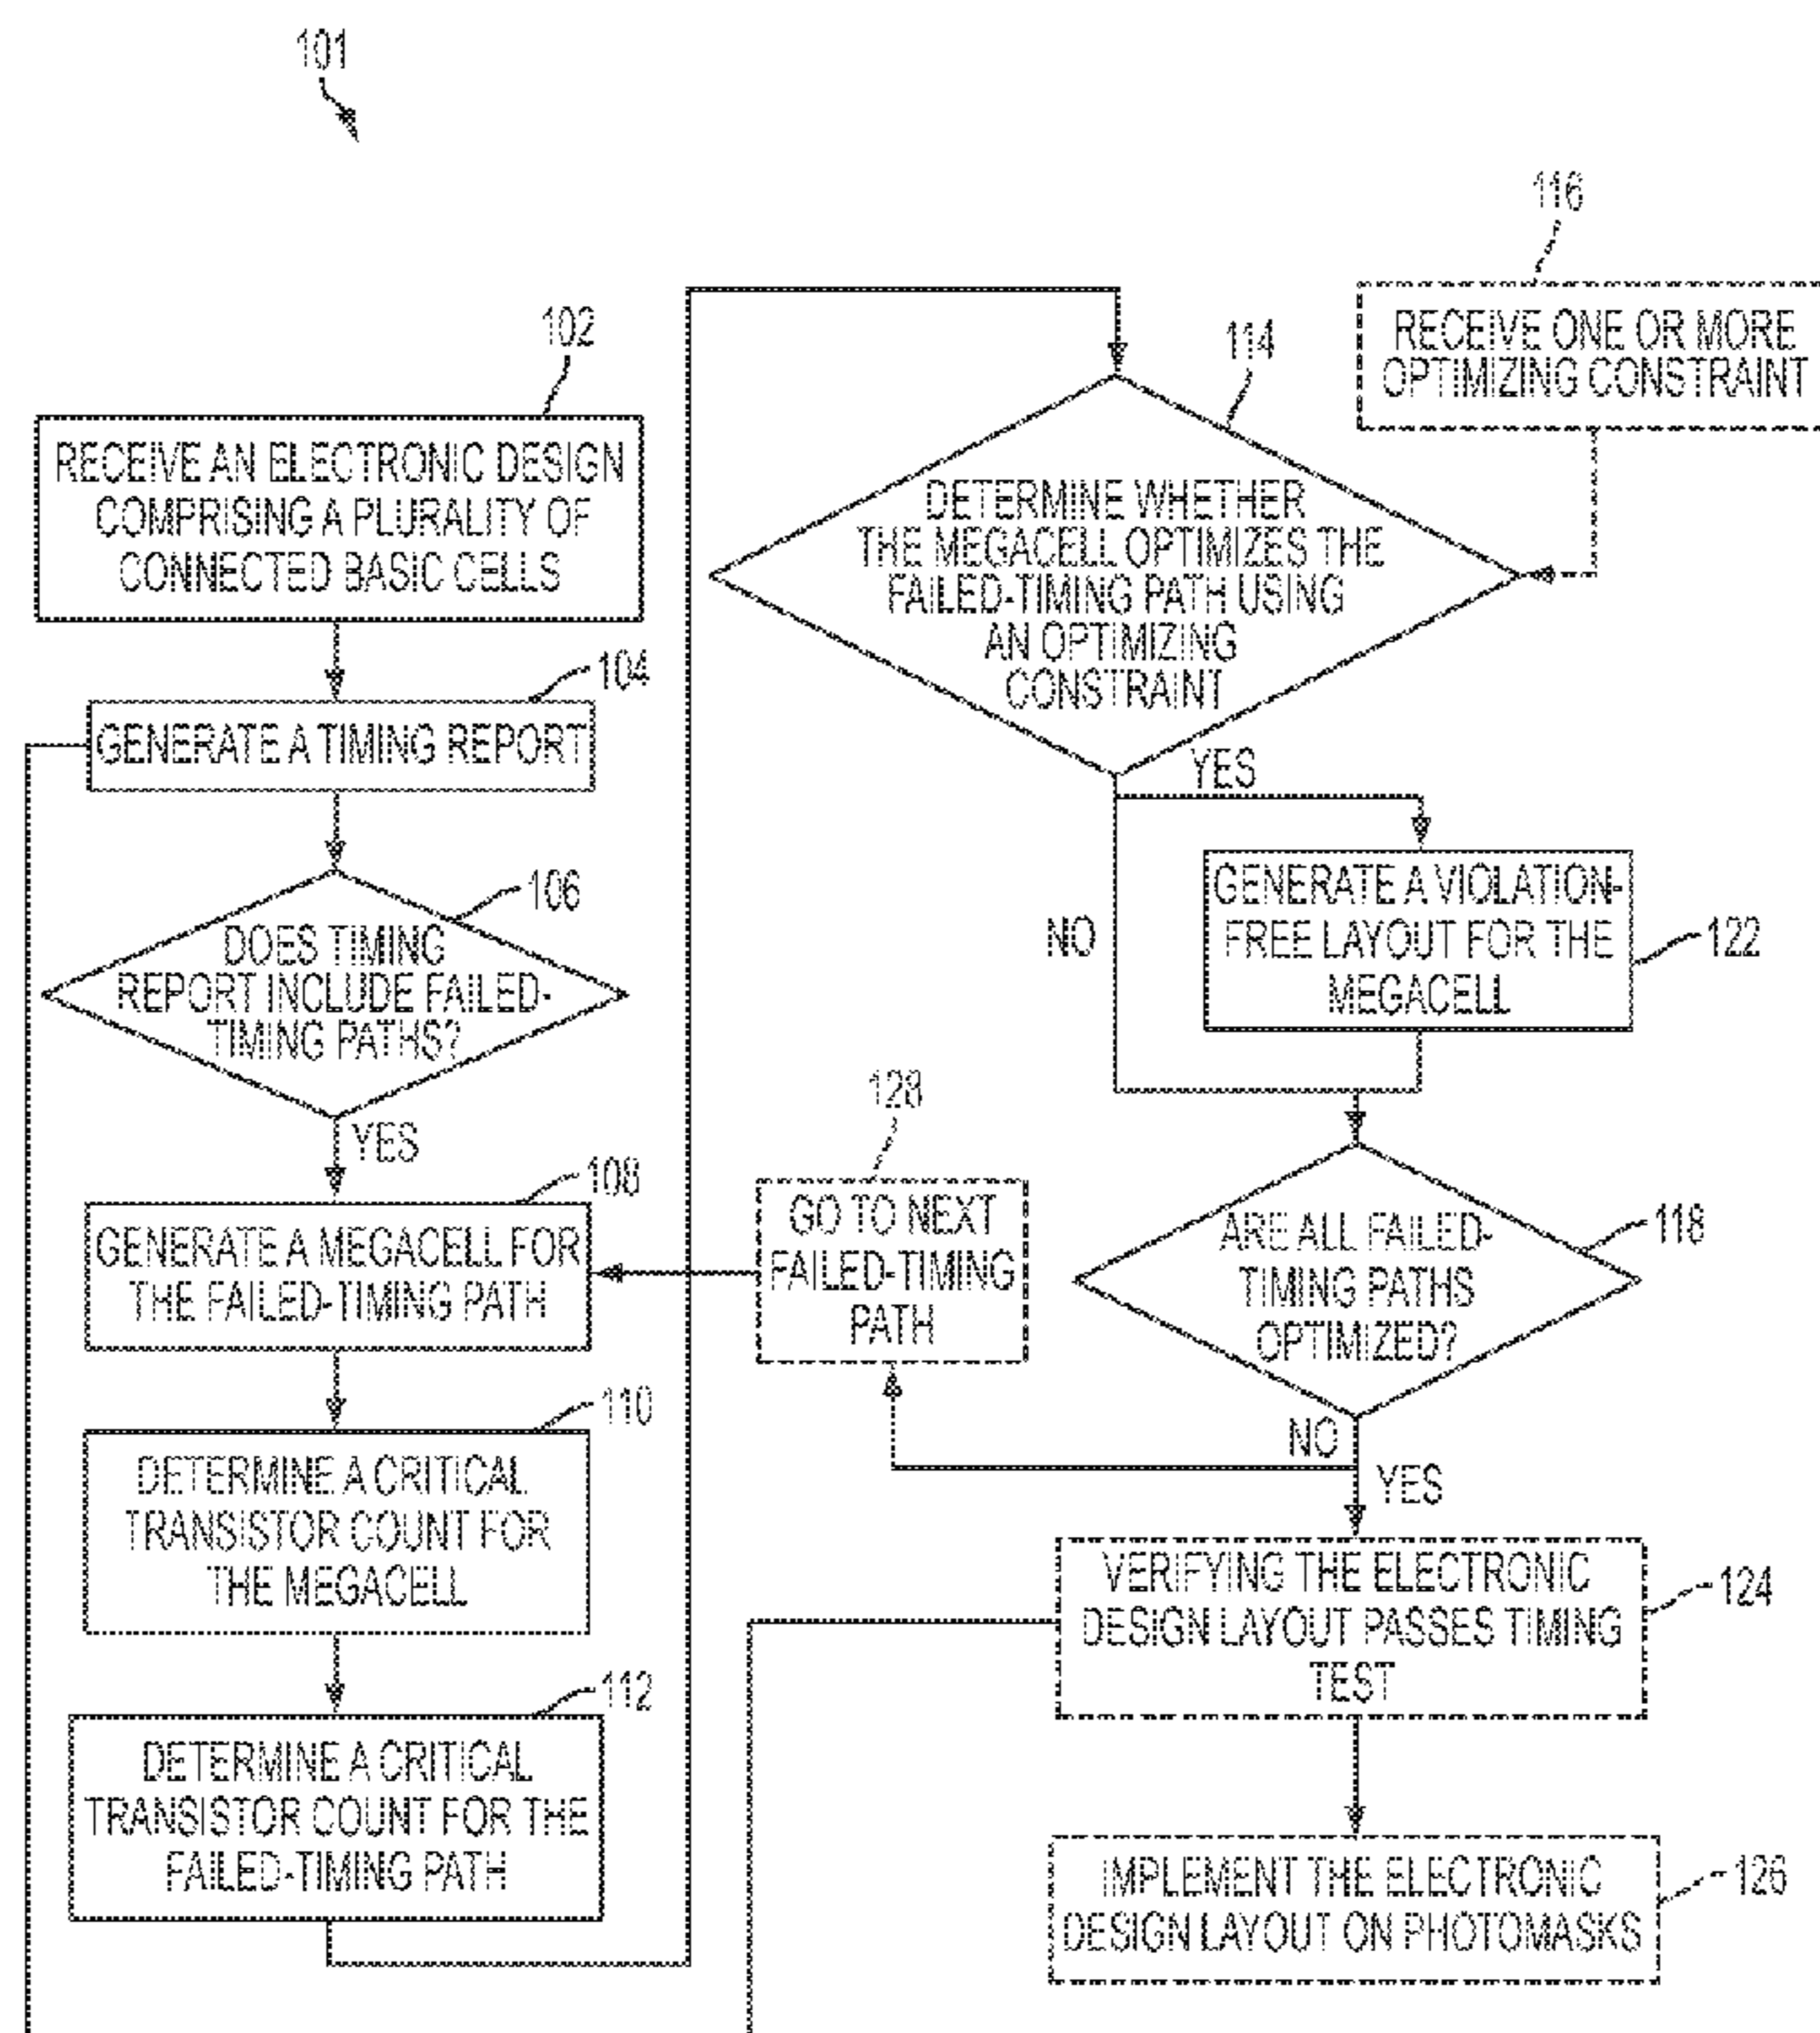 101
102
RECEIVE AN ELECTRONIC DESIGN
COMPRISING A PLURALITY OF
CONNECTED BASIC CELLS
104
GENERATE A TIMING REPORT
106
DOES TIMING
REPORT INCLUDE FAILED-
TIMING PATHS?
YES
108
GENERATE A MEGACELL FOR
THE FAILED-TIMING PATH
110
DETERMINE A CRITICAL
TRANSISTOR COUNT FOR
THE MEGACELL
112
DETERMINE A CRITICAL
TRANSISTOR COUNT FOR THE
FAILED-TIMING PATH
114
DETERMINE WHETHER
THE MEGACELL OPTIMIZES THE
FAILED-TIMING PATH USING
AN OPTIMIZING
CONSTRAINT
116
RECEIVE ONE OR MORE
OPTIMIZING CONSTRAINT
YES
NO
GENERATE A VIOLATION-
FREE LAYOUT FOR THE
MEGACELL
122
128
GO TO NEXT
FAILED-TIMING
PATH
118
ARE ALL FAILED-
TIMING PATHS
OPTIMIZED?
NO
YES
VERIFYING THE ELECTRONIC
DESIGN LAYOUT PASSES TIMING
TEST
124
IMPLEMENT THE ELECTRONIC
DESIGN LAYOUT ON PHOTOMASKS
126